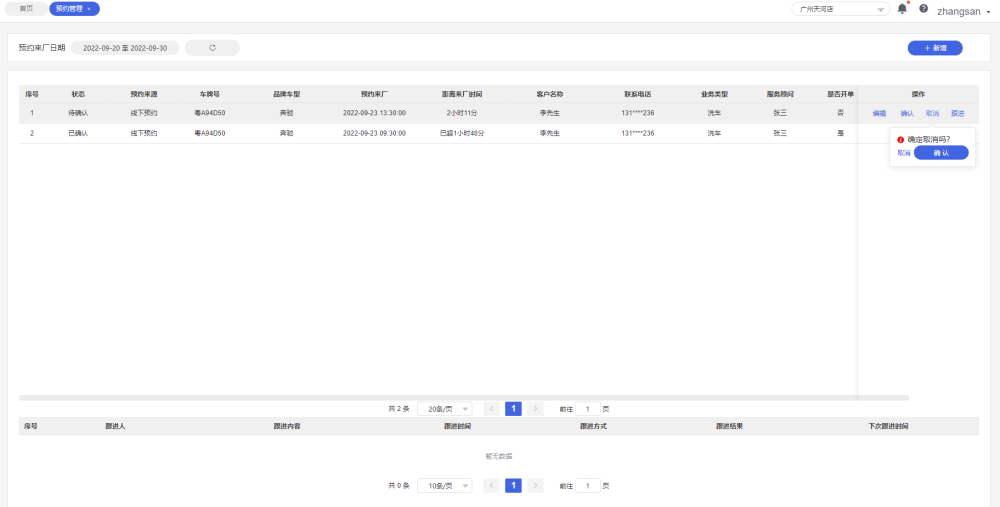 首页 预约管理 × 广州天河店 zhangsan
预约来厂日期 2022-09-20 至 2022-09-30 + 新增
序号 状态 预约来源 车牌号 品牌车型 预约来厂 距离来厂时间 客户名称 联系电话 业务类型 服务顾问 是否开单 操作
1 待确认 线下预约 粤A94D50 奔驰 2022-09-23 13:30:00 2小时11分 李先生 131****236 洗车 张三 否 编辑 确认 取消 跟进
2 已确认 线下预约 粤A94D50 奔驰 2022-09-23 09:30:00 已超1小时48分 李先生 131****236 洗车 张三 是
确定取消吗?
取消 确认
共 2 条 20条/页 < 1 > 前往 1 页
序号 跟进人 跟进内容 跟进时间 跟进方式 跟进结果 下次跟进时间
暂无数据
共 0 条 10条/页 < 1 > 前往 1 页